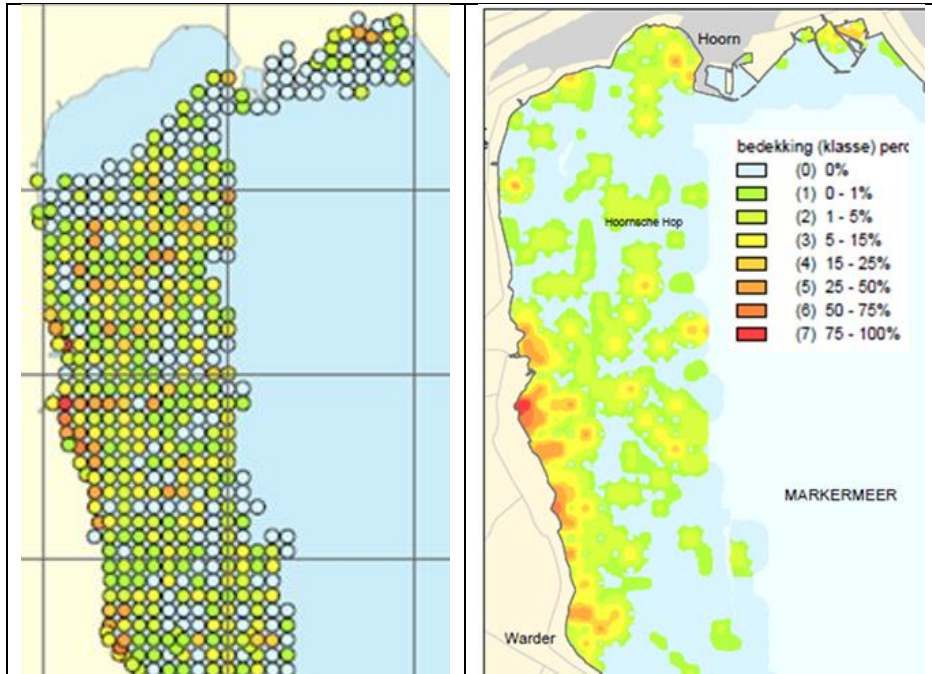 Hoorn
bedekking (klasse) perc
(0) 0%
(1) 0 - 1%
(2) 1 - 5%
(3) 5 - 15%
(4) 15 - 25%
(5) 25 - 50%
(6) 50 - 75%
(7) 75 - 100%
Hoornsche Hop
MARKERMEER
Warder